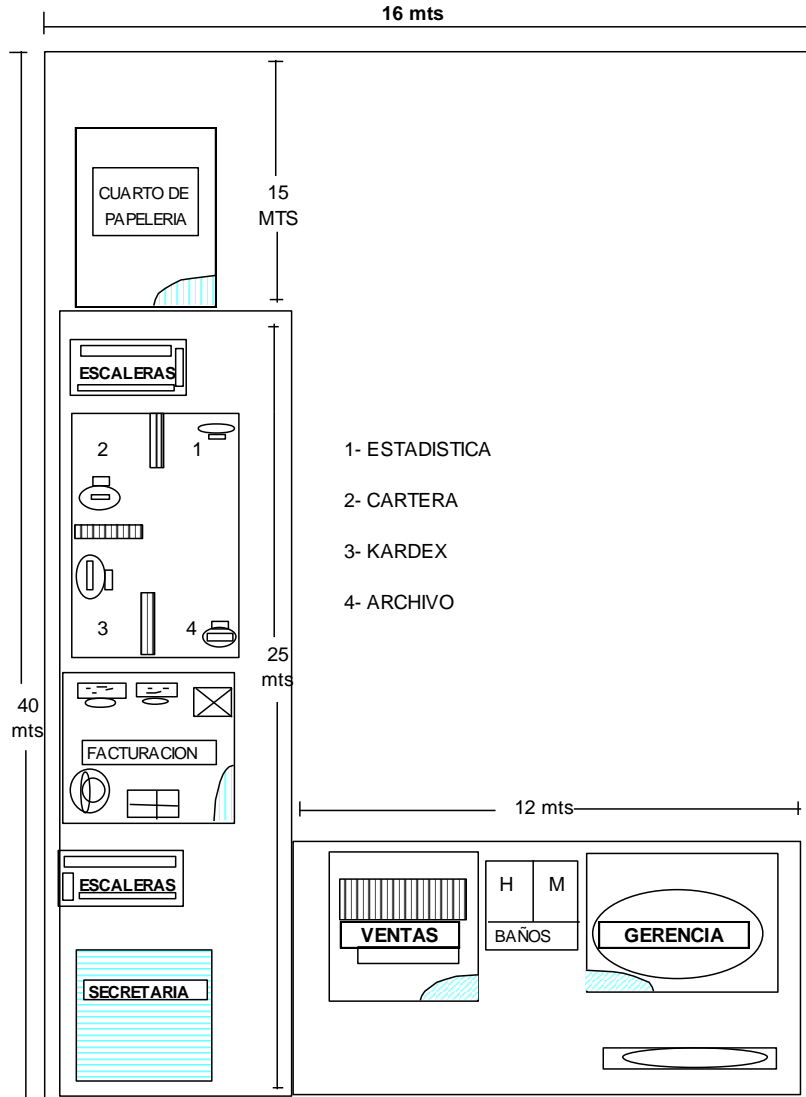 16 mts
CUARTO DE
PAPELERIA
15
MTS
ESCALERAS
2
1
1- ESTADISTICA
2- CARTERA
3- KARDEX
4- ARCHIVO
3
4
25
mts
40
mts
FACTURACION
12 mts
ESCALERAS
H
M
VENTAS
BAÑOS
GERENCIA
SECRETARIA